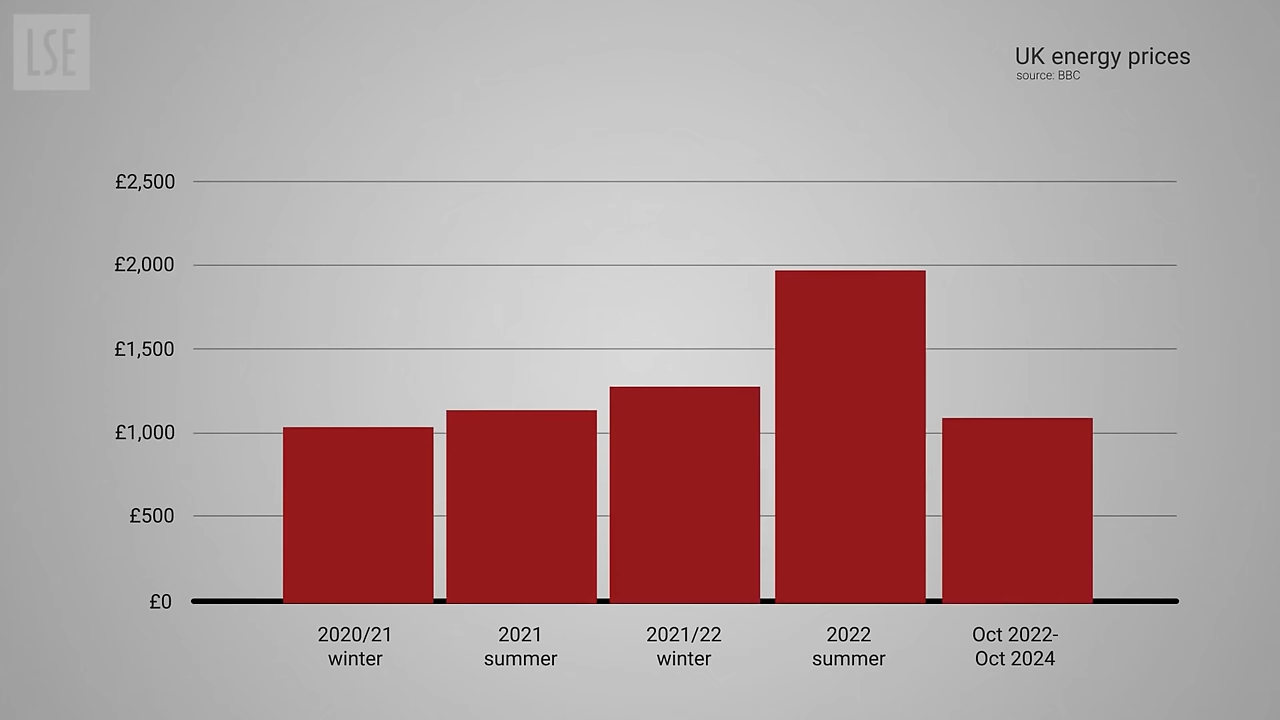 LSE
UK energy prices
source: BBC
£2,500
£2,000
£1,500
£1,000
£500
£0
2020/21
winter
2021
summer
2021/22
winter
2022
summer
Oct 2022-
Oct 2024